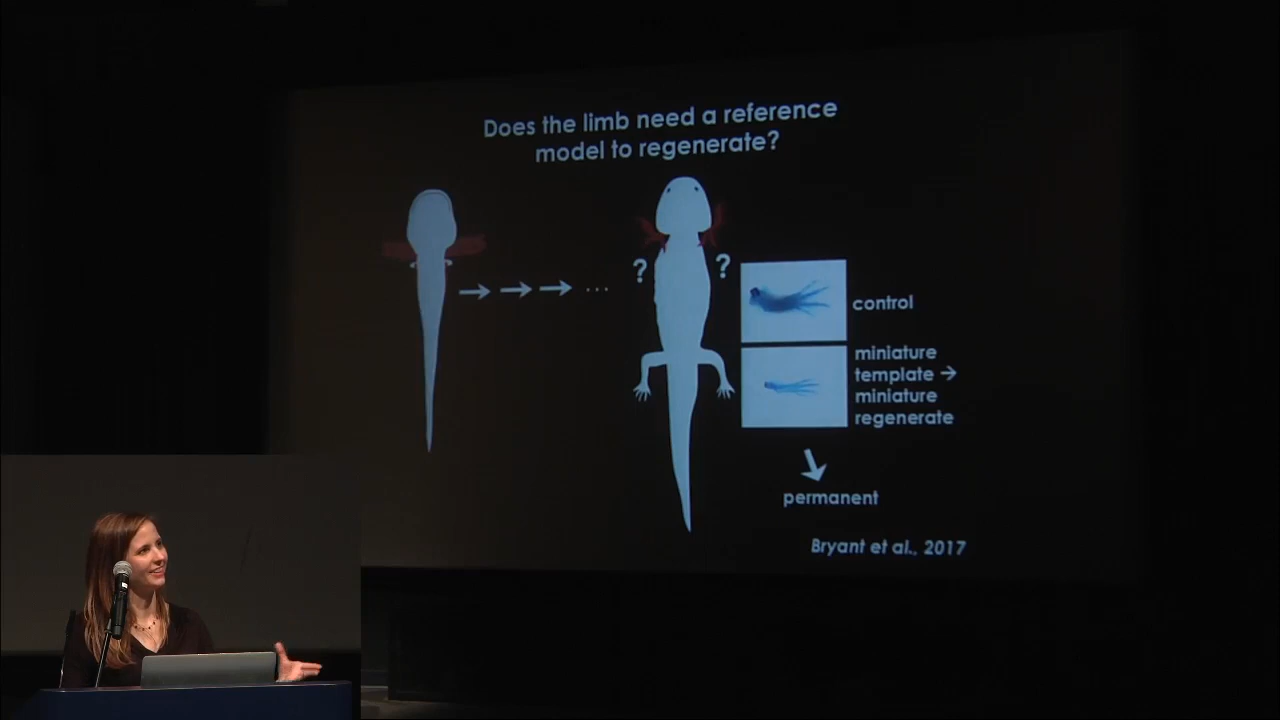 Does the limb need a reference
model to regenerate?
? ?
...
control
miniature
template →
miniature
regenerate
permanent
Bryant et al., 2017